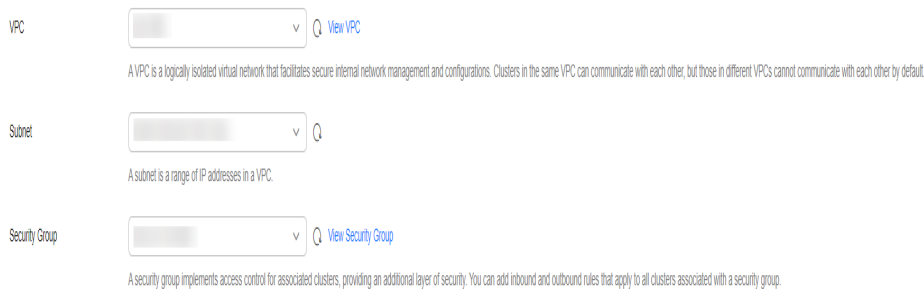 VPC
View VPC
A VPC is a logically isolated virtual network that facilitates secure internal network management and configurations. Clusters in the same VPC can communicate with each other, but those in different VPCs cannot communicate with each other by default.
Subnet
A subnet is a range of IP addresses in a VPC.
Security Group
View Security Group
A security group implements access control for associated clusters, providing an additional layer of security. You can add inbound and outbound rules that apply to all clusters associated with a security group.